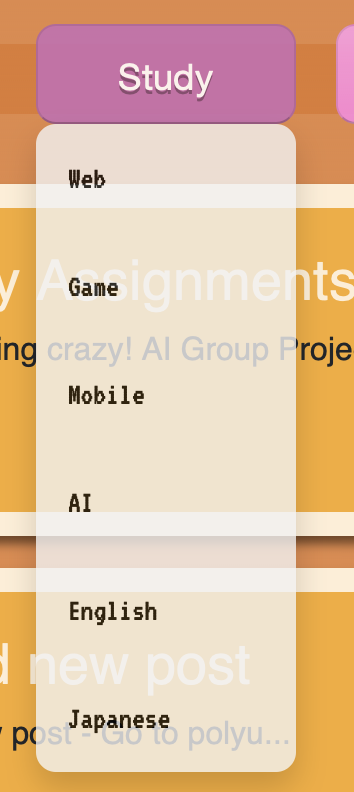 Study
Web
y Assignments
Game
ing crazy! AI Group Proje
Mobile
AI
English
d new post
Japanese
post - Go to polyu...